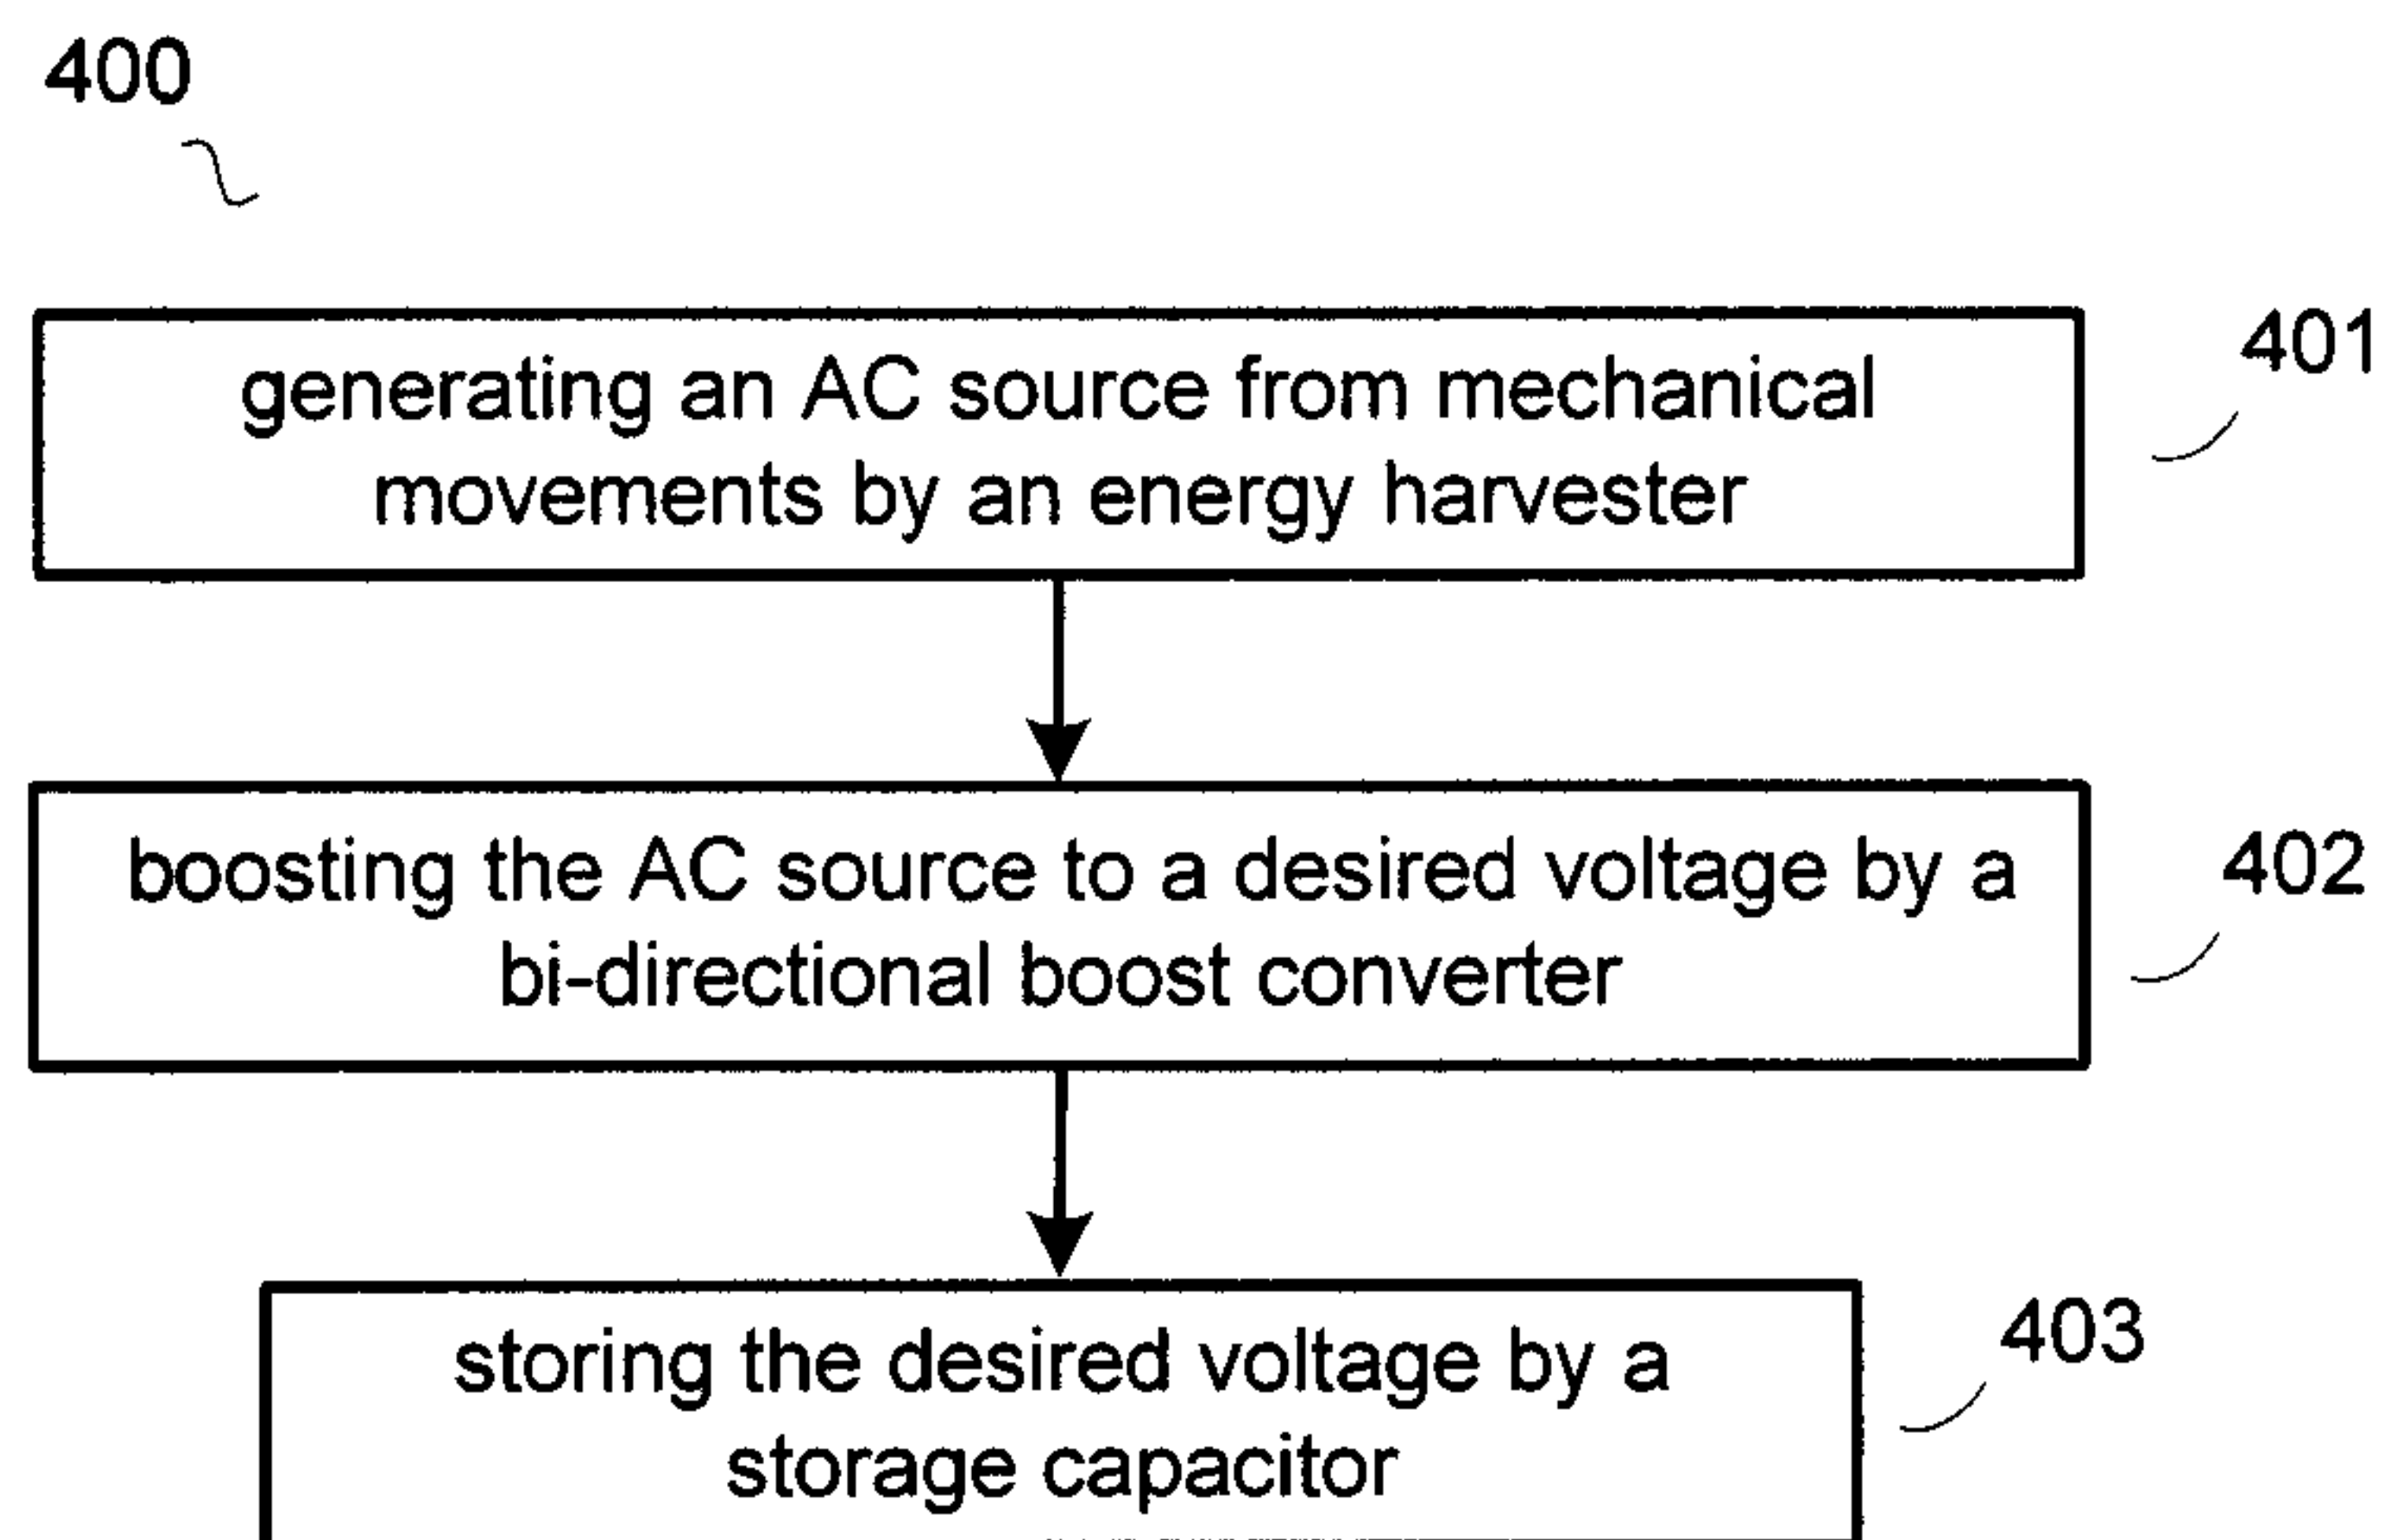 400
generating an AC source from mechanical
movements by an energy harvester
401
boosting the AC source to a desired voltage by a
bi-directional boost converter
402
storing the desired voltage by a
storage capacitor
403